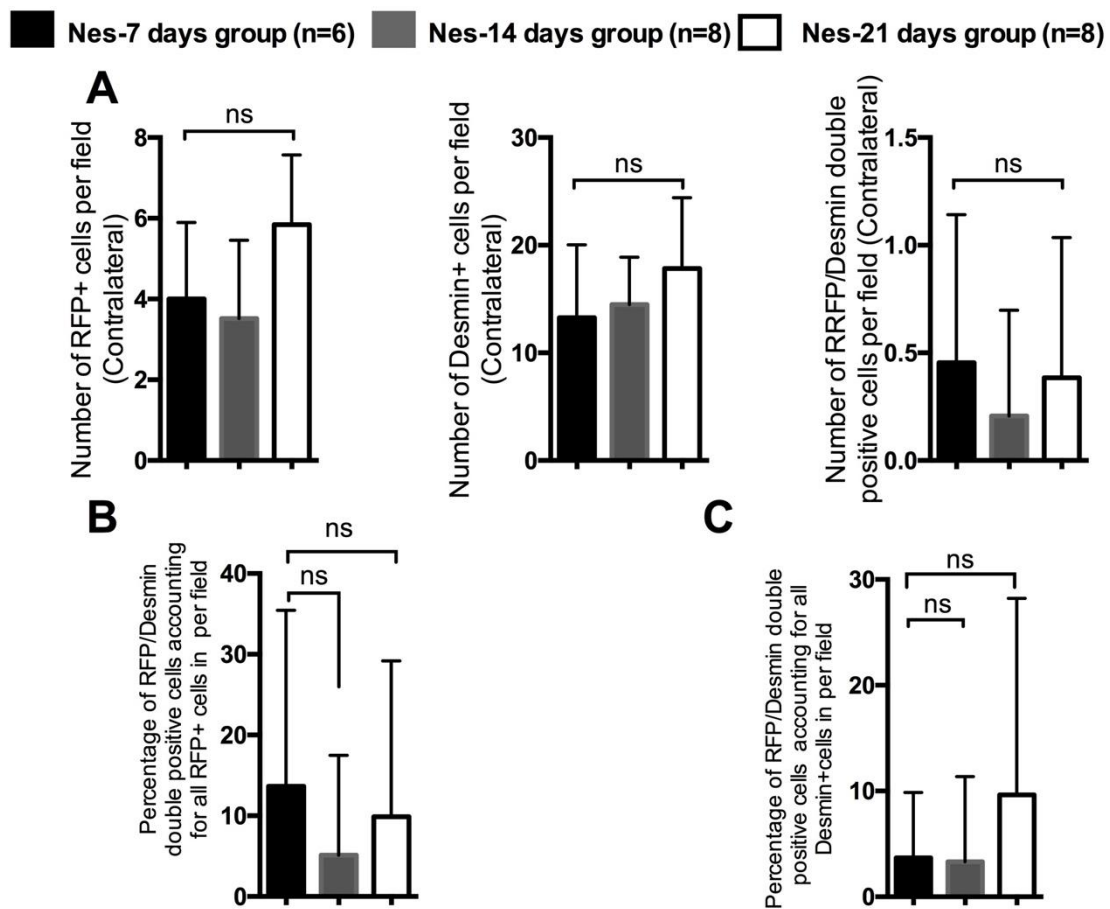 Nes-7 days group (n=6) Nes-14 days group (n=8) Nes-21 days group (n=8)
A
Number of RFP+ cells per field
(Contralateral)
8
6
4
2
0
ns
Number of Desmin+ cells per field
(Contralateral)
30
20
10
0
ns
Number of RRFP/Desmin double
positive cells per field (Contralateral)
1.5
1.0
0.5
0.0
ns
B
Percentage of RFP/Desmin
double positive cells accounting
for all RFP+ cells in per field
40
30
20
10
0
ns
ns
C
Percentage of RFP/Desmin double
positive cells accounting for all
Desmin+cells in per field
30
20
10
0
ns
ns